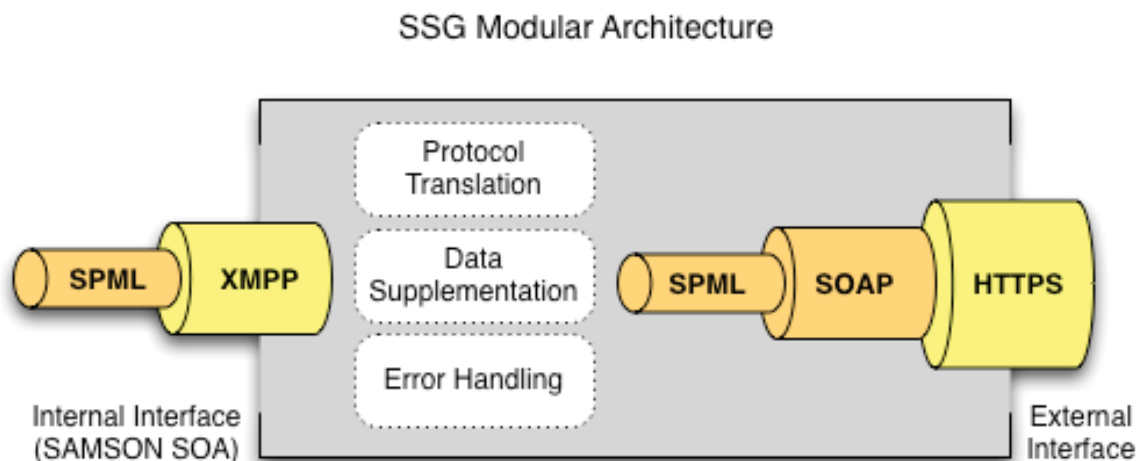 SSG Modular Architecture
Protocol
Translation
Data
Supplementation
Error Handling
SPML
XMPP
SPML
SOAP
HTTPS
Internal Interface
(SAMSON SOA)
External
Interface